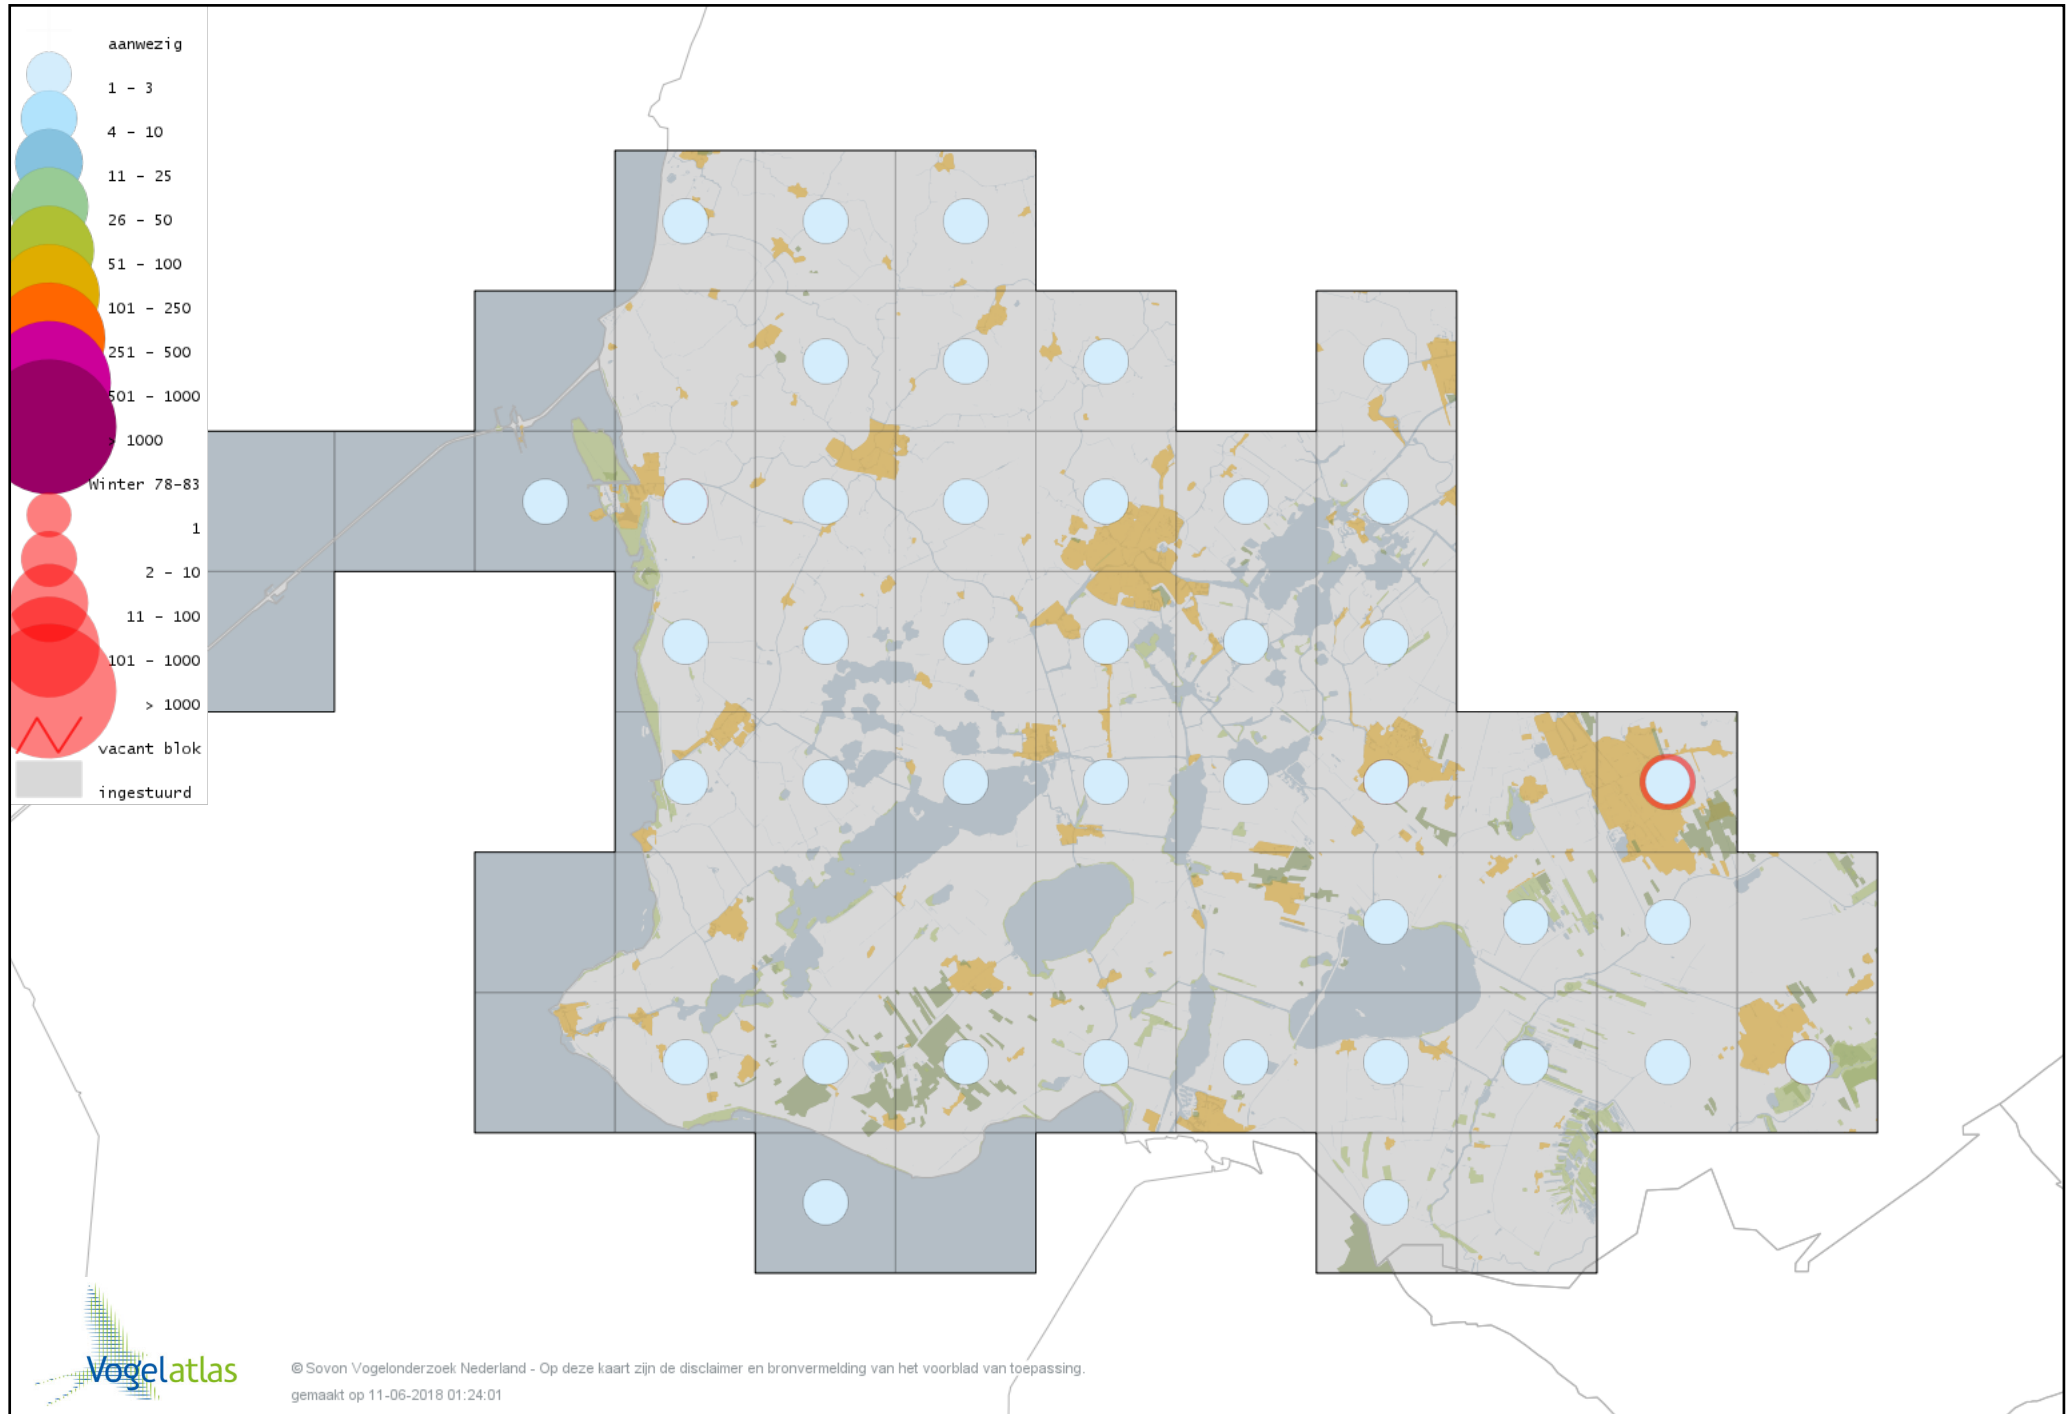 aanwezig
1 - 3
4 - 10
11 - 25
26 - 50
51 - 100
101 - 250
251 - 500
501 - 1000
> 1000
Winter 78-83
1
2 - 10
11 - 100
101 - 1000
> 1000
vacant blok
ingestuurd
Vogelatlas
© Sovon Vogelonderzoek Nederland - Op deze kaart zijn de disclaimer en bronvermelding van het voorblad van toepassing.
gemaakt op 11-06-2018 01:24:01